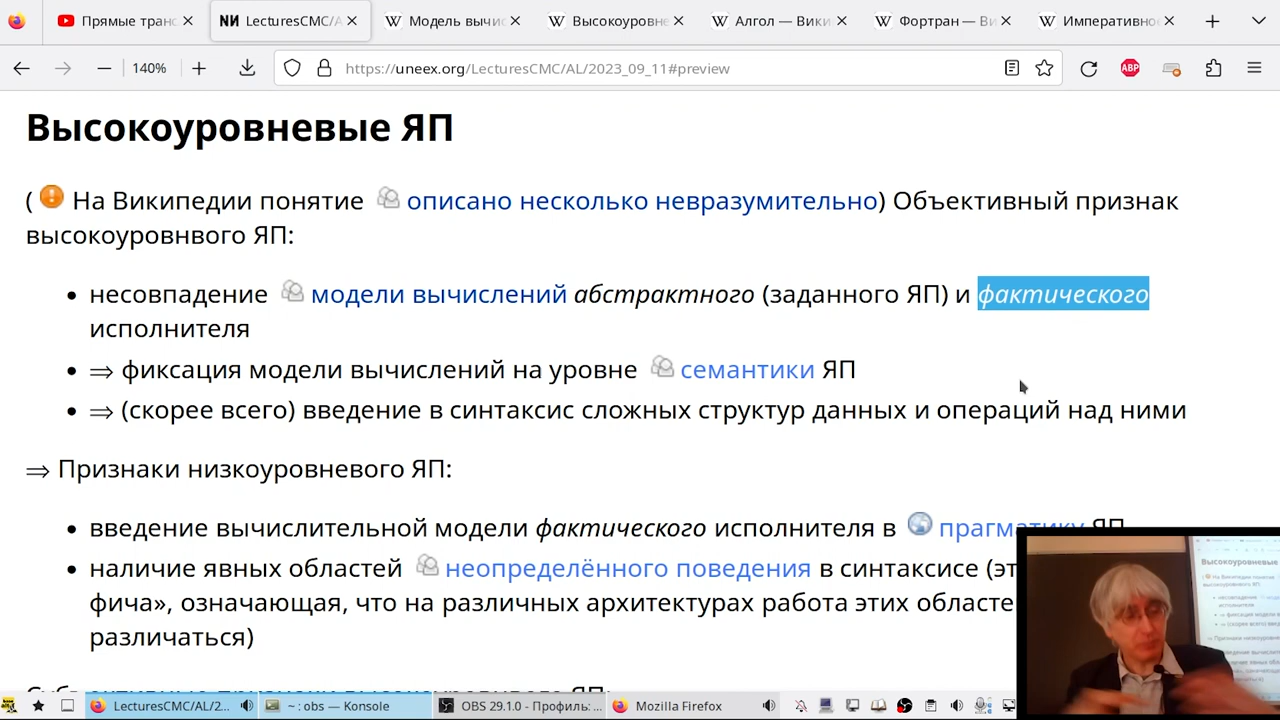 Прямые транс
LecturesCMC/A
Модель вычис
Высокоуровне
Алгол — Вики
Фортран — Ви
Императивное
140%
https://uneex.org/LecturesCMC/AL/2023_09_11#preview
ABP
Высокоуровневые ЯП
( На Википедии понятие описано несколько невразумительно) Объективный признак
высокоуровнвого ЯП:
несовпадение модели вычислений абстрактного (заданного ЯП) и фактического
исполнителя
⇒ фиксация модели вычислений на уровне семантики ЯП
⇒ (скорее всего) введение в синтаксис сложных структур данных и операций над ними
⇒ Признаки низкоуровневого ЯП:
введение вычислительной модели фактического исполнителя в прагматику ЯП
наличие явных областей неопределённого поведения в синтаксисе (эт
фича», означающая, что на различных архитектурах работа этих областе
различаться)
LecturesCMC/AL/2...
~ : obs — Konsole
OBS 29.1.0 - Профиль: ...
Mozilla Firefox